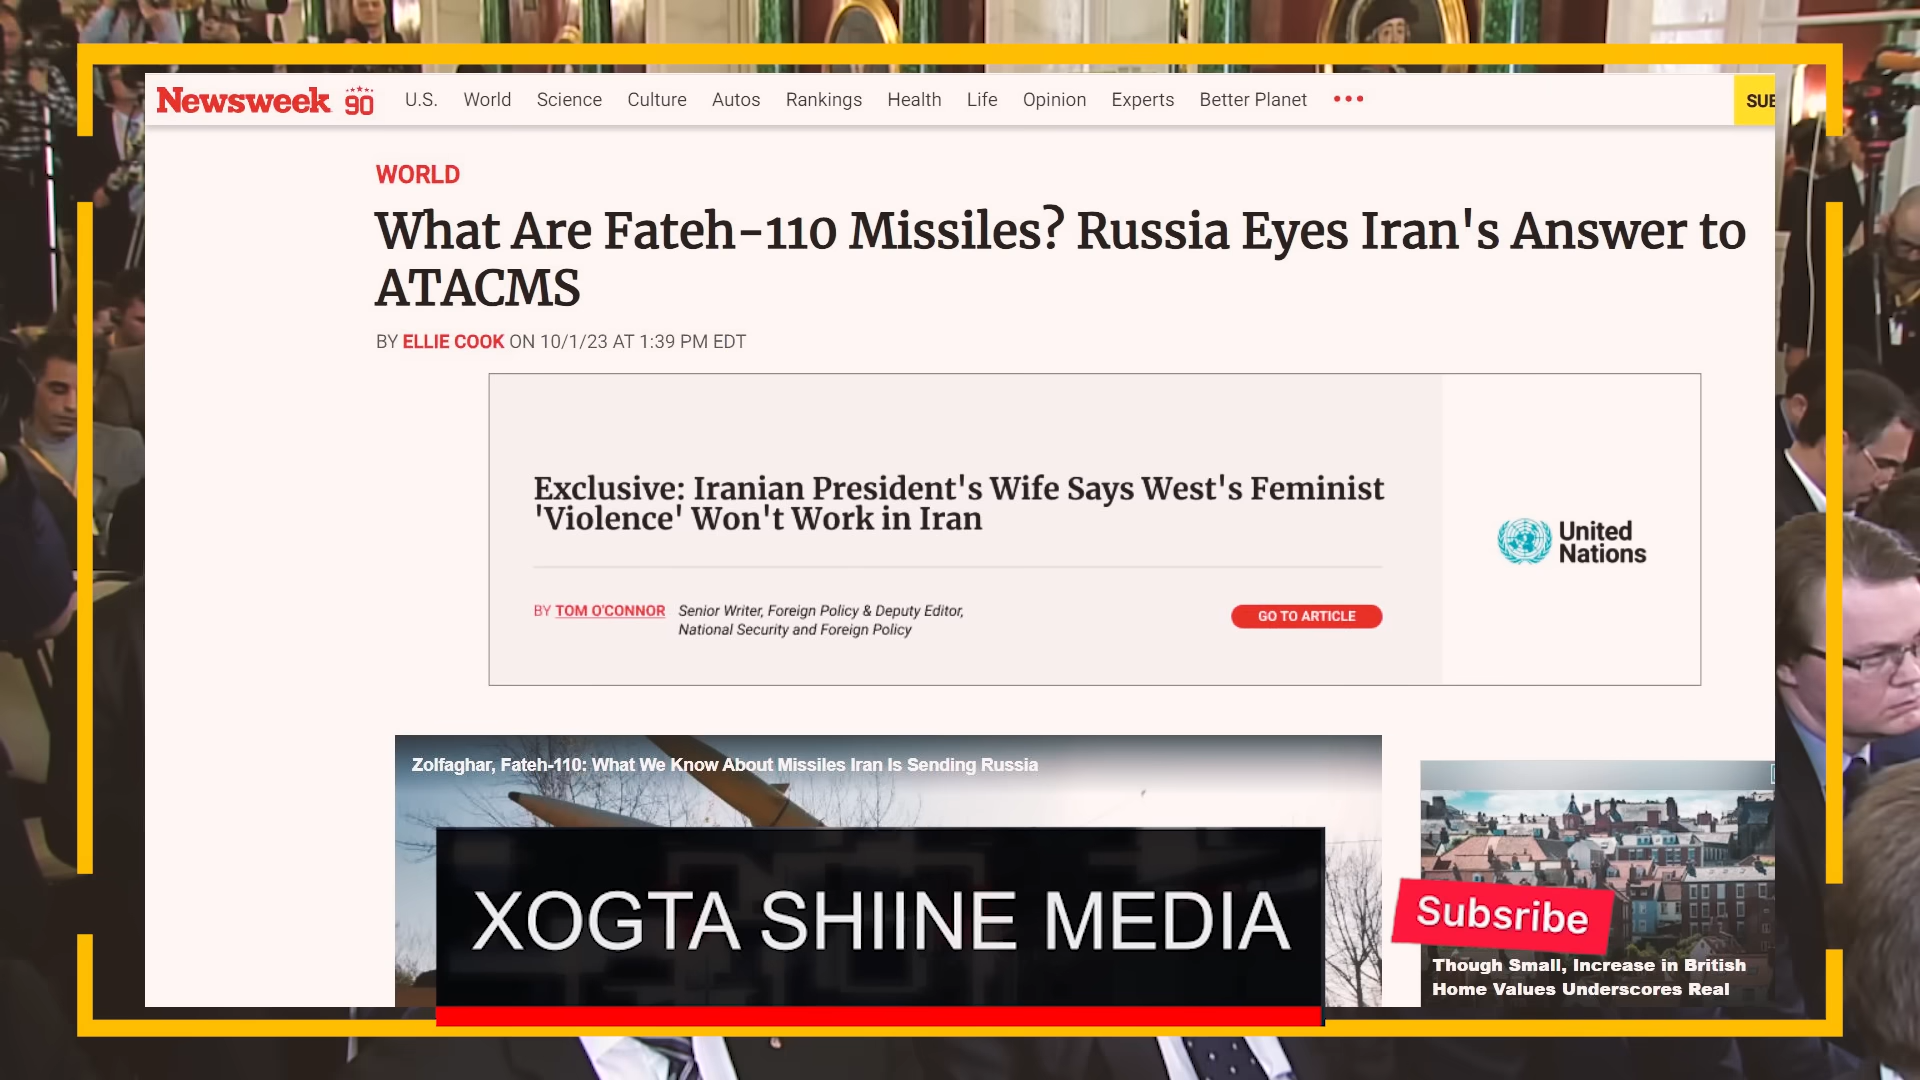 Newsweek 90 U.S. World Science Culture Autos Rankings Health Life Opinion Experts Better Planet
WORLD
What Are Fateh-110 Missiles? Russia Eyes Iran's Answer to
ATACMS
BY ELLIE COOK ON 10/1/23 AT 1:39 PM EDT
Exclusive: Iranian President's Wife Says West's Feminist
'Violence' Won't Work in Iran
United
Nations
BY TOM O'CONNOR Senior Writer, Foreign Policy & Deputy Editor,
National Security and Foreign Policy
GO TO ARTICLE
Zolfaghar, Fateh-110: What We Know About Missiles Iran Is Sending Russia
XOGTA SHIINE MEDIA
Subsribe
Though Small, Increase in British
Home Values Underscores Real